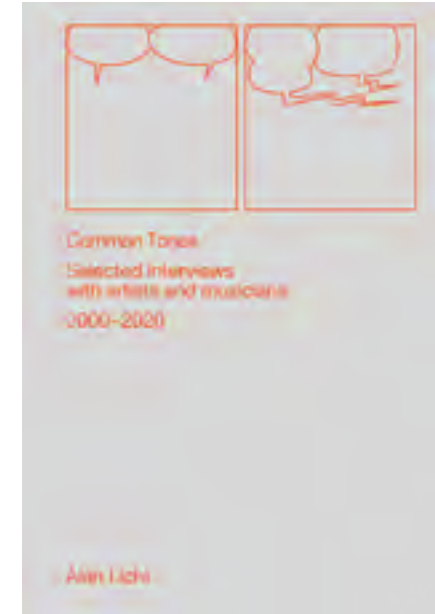 Common Tones
Selected Interviews
with artists and musicians
2000–2020
Alan Licht